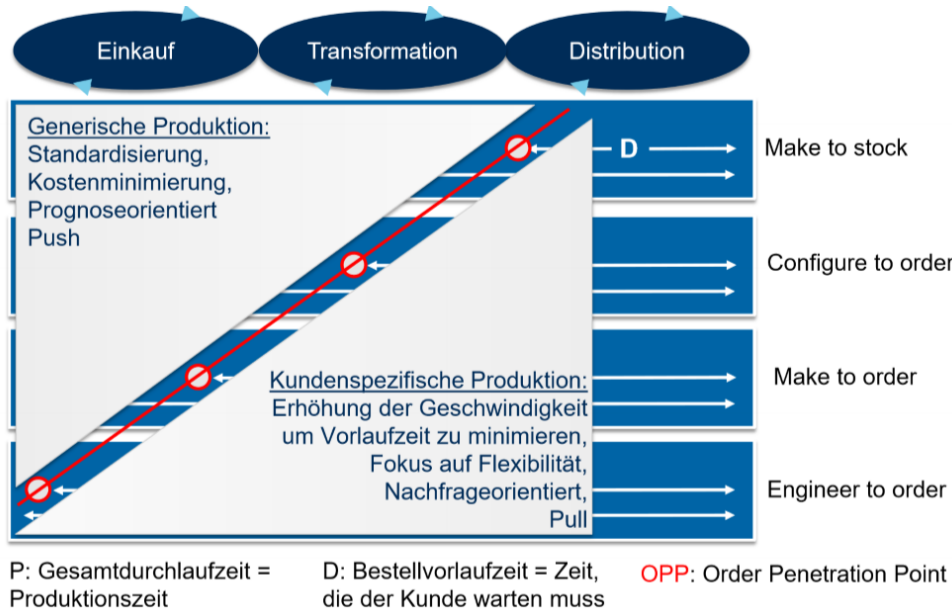 Einkauf
Transformation
Distribution
Generische Produktion:
Standardisierung,
Kostenminimierung,
Prognoseorientiert
Push
D
Make to stock
Configure to order
Make to order
Kundenspezifische Produktion:
Erhöhung der Geschwindigkeit
um Vorlaufzeit zu minimieren,
Fokus auf Flexibilität,
Nachfrageorientiert,
Pull
Engineer to order
P: Gesamtdurchlaufzeit =
Produktionszeit
D: Bestellvorlaufzeit = Zeit,
die der Kunde warten muss
OPP: Order Penetration Point